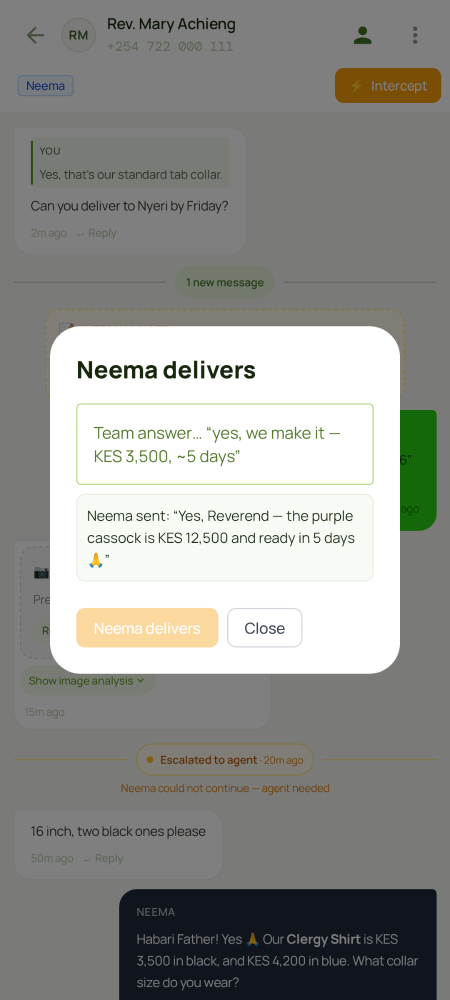 RM
Rev. Mary Achieng
+254 722 000 111
Neema
⚡ Intercept
YOU
Yes, that's our standard tab collar.
Can you deliver to Nyeri by Friday?
2m ago
↔ Reply
1 new message
Neema delivers
Team answer… “yes, we make it —
KES 3,500, ~5 days”
Neema sent: “Yes, Reverend — the purple
cassock is KES 12,500 and ready in 5 days
🙏”
Neema delivers
Close
6”
ago
Show image analysis
15m ago
Escalated to agent · 20m ago
Neema could not continue — agent needed
16 inch, two black ones please
50m ago
↔ Reply
NEEMA
Habari Father! Yes 🙏 Our Clergy Shirt is KES
3,500 in black, and KES 4,200 in blue. What collar
size do you wear?